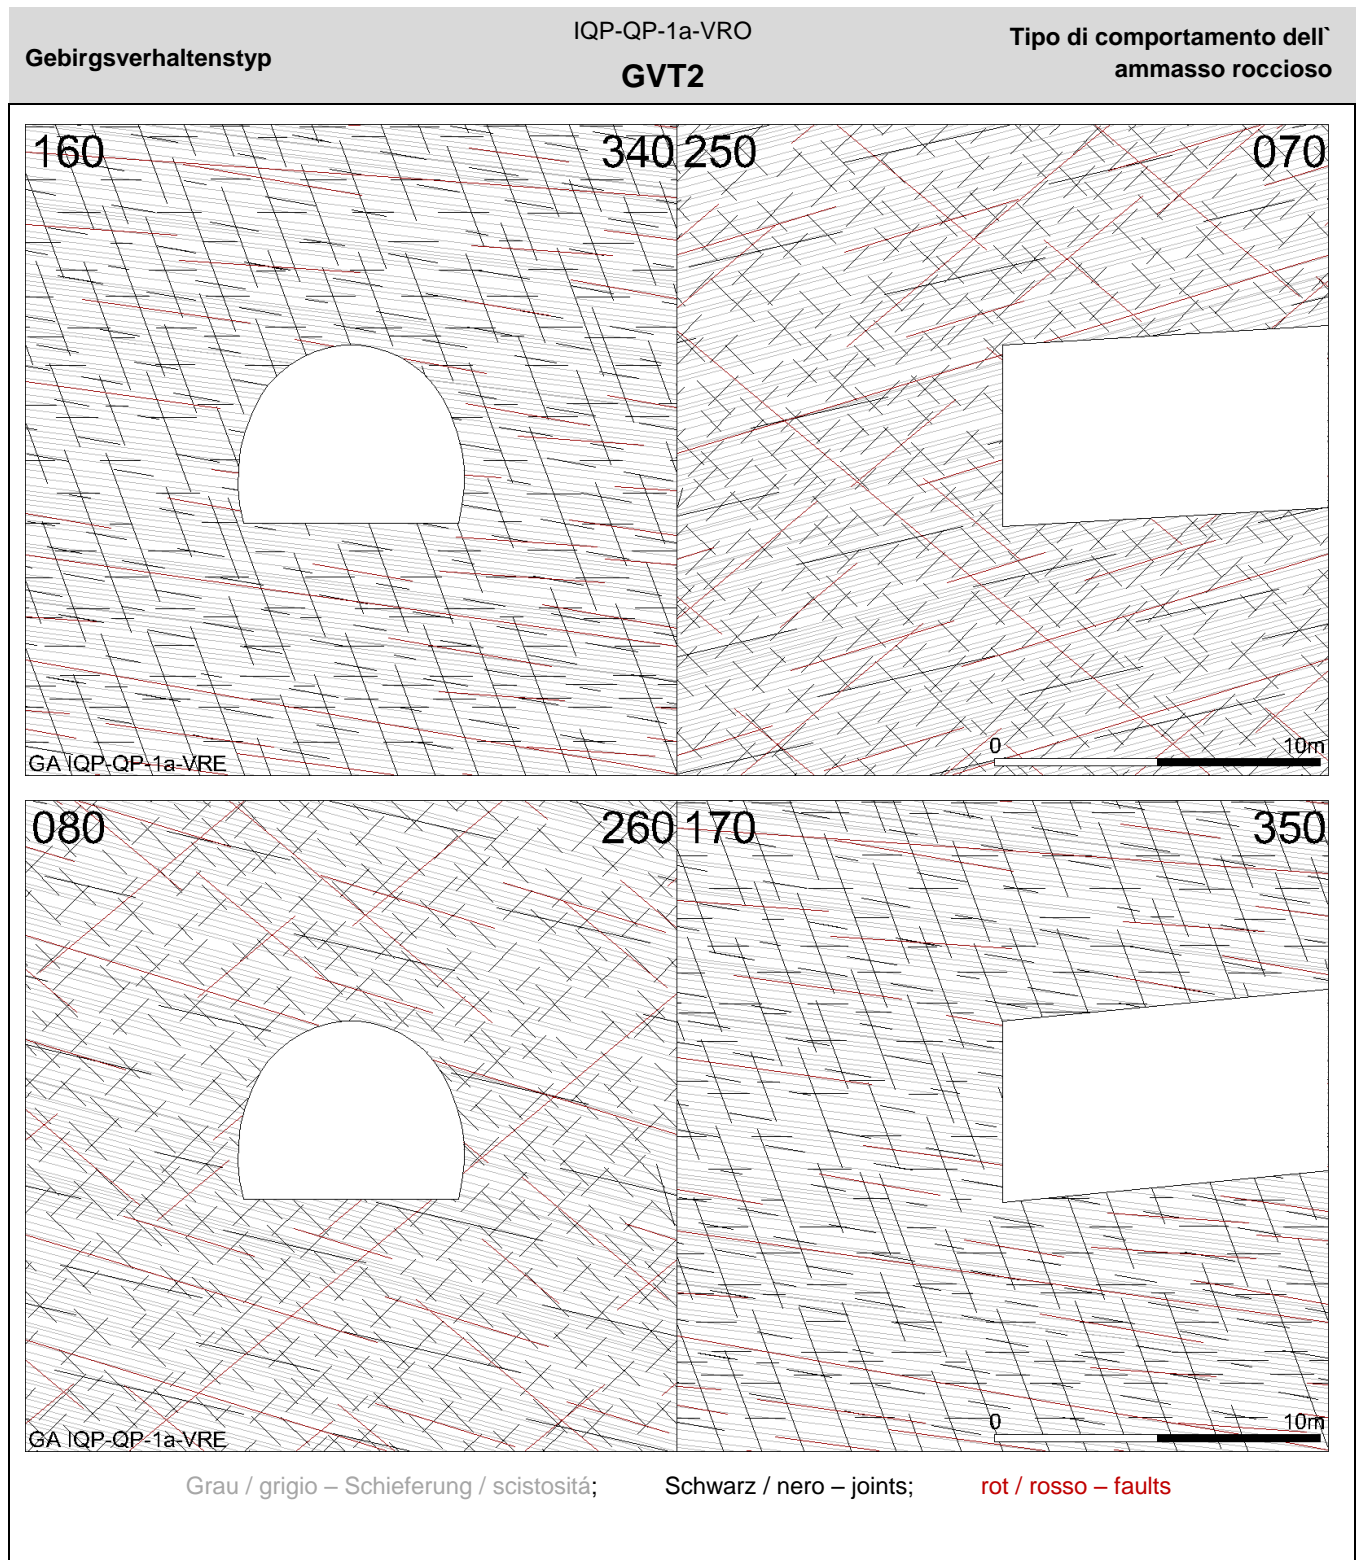 Gebirgsverhaltenstyp
IQP-QP-1a-VRO
GVT2
Tipo di comportamento dell`
ammasso roccioso
160 340 250 070
0 10m
GA IQP-QP-1a-VRE
080 260 170 350
0 10m
GA IQP-QP-1a-VRE
Grau / grigio – Schieferung / scistositá; Schwarz / nero – joints; rot / rosso – faults